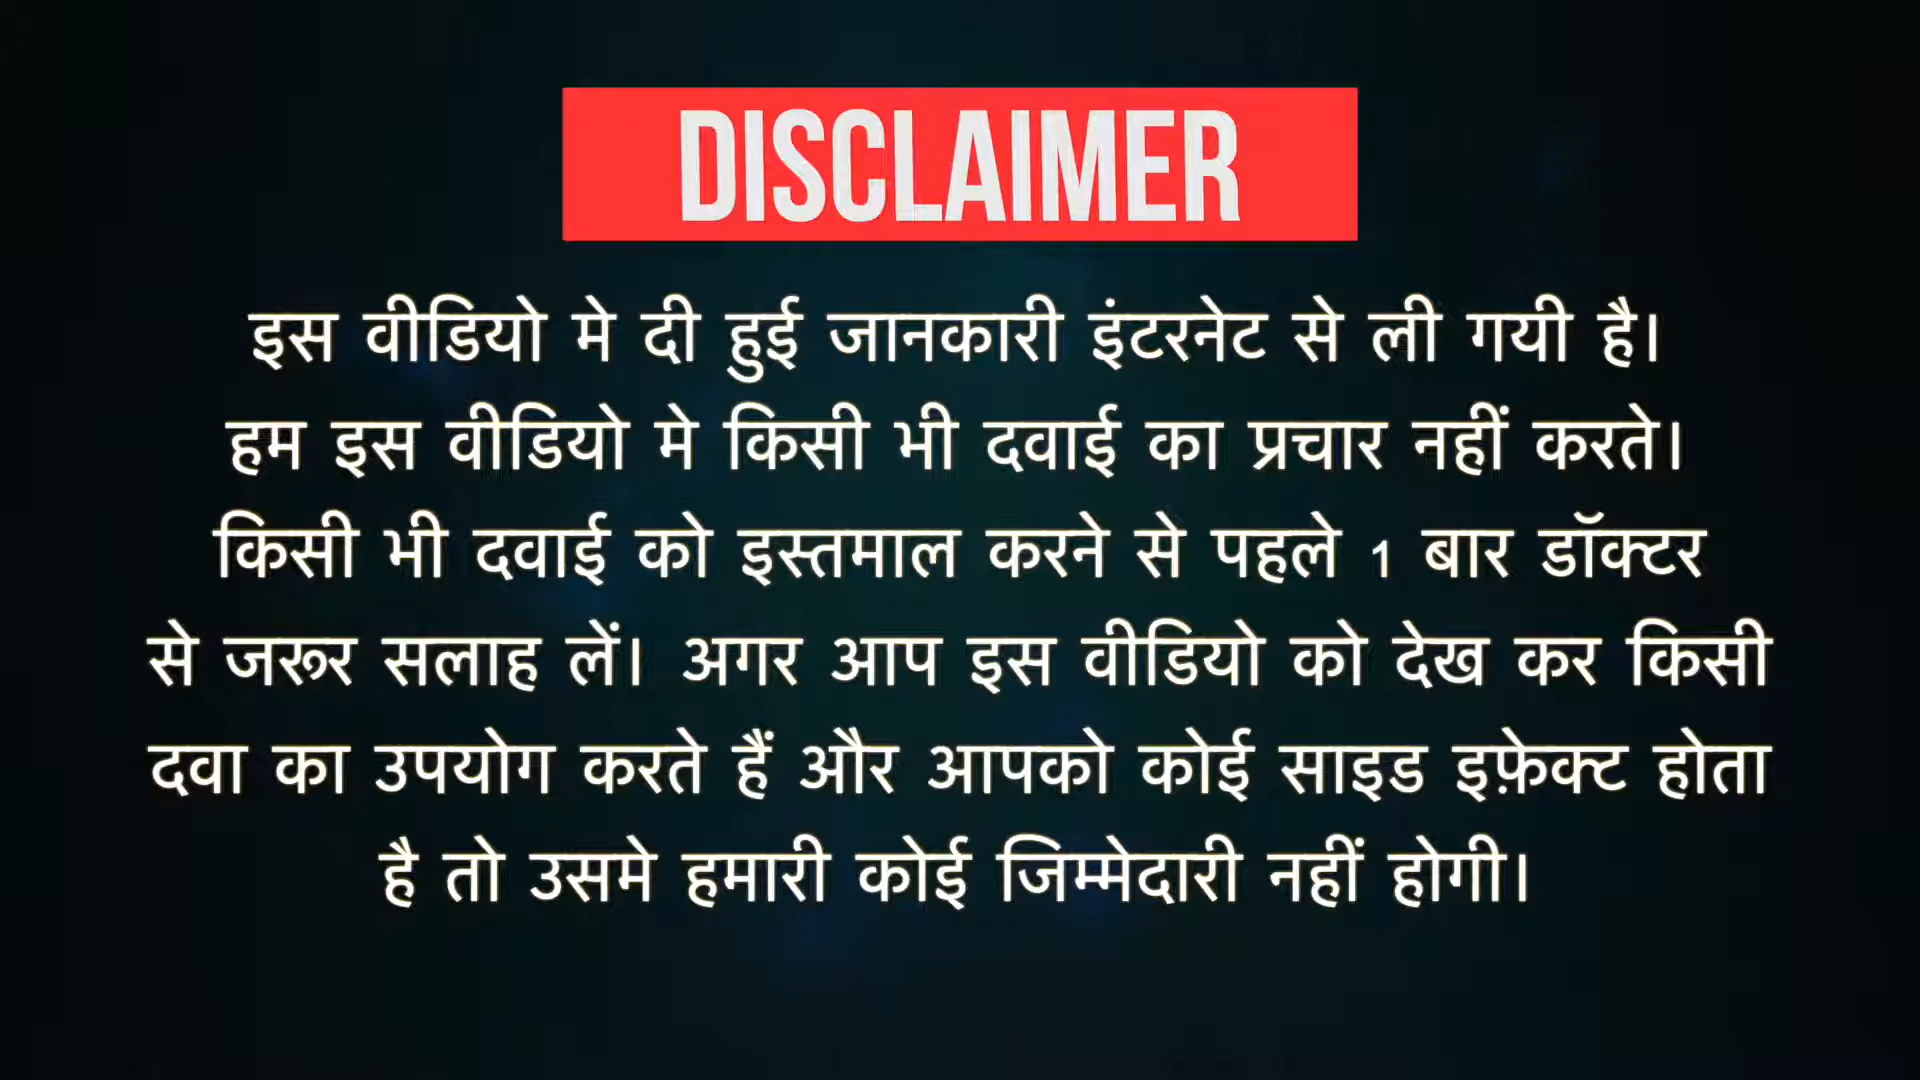 DISCLAIMER
इस वीडियो मे दी हुई जानकारी इंटरनेट से ली गयी है।
हम इस वीडियो मे किसी भी दवाई का प्रचार नहीं करते।
किसी भी दवाई को इस्तमाल करने से पहले 1 बार डॉक्टर
से जरूर सलाह लें। अगर आप इस वीडियो को देख कर किसी
दवा का उपयोग करते हैं और आपको कोई साइड इफ़ेक्ट होता
है तो उसमे हमारी कोई जिम्मेदारी नहीं होगी।